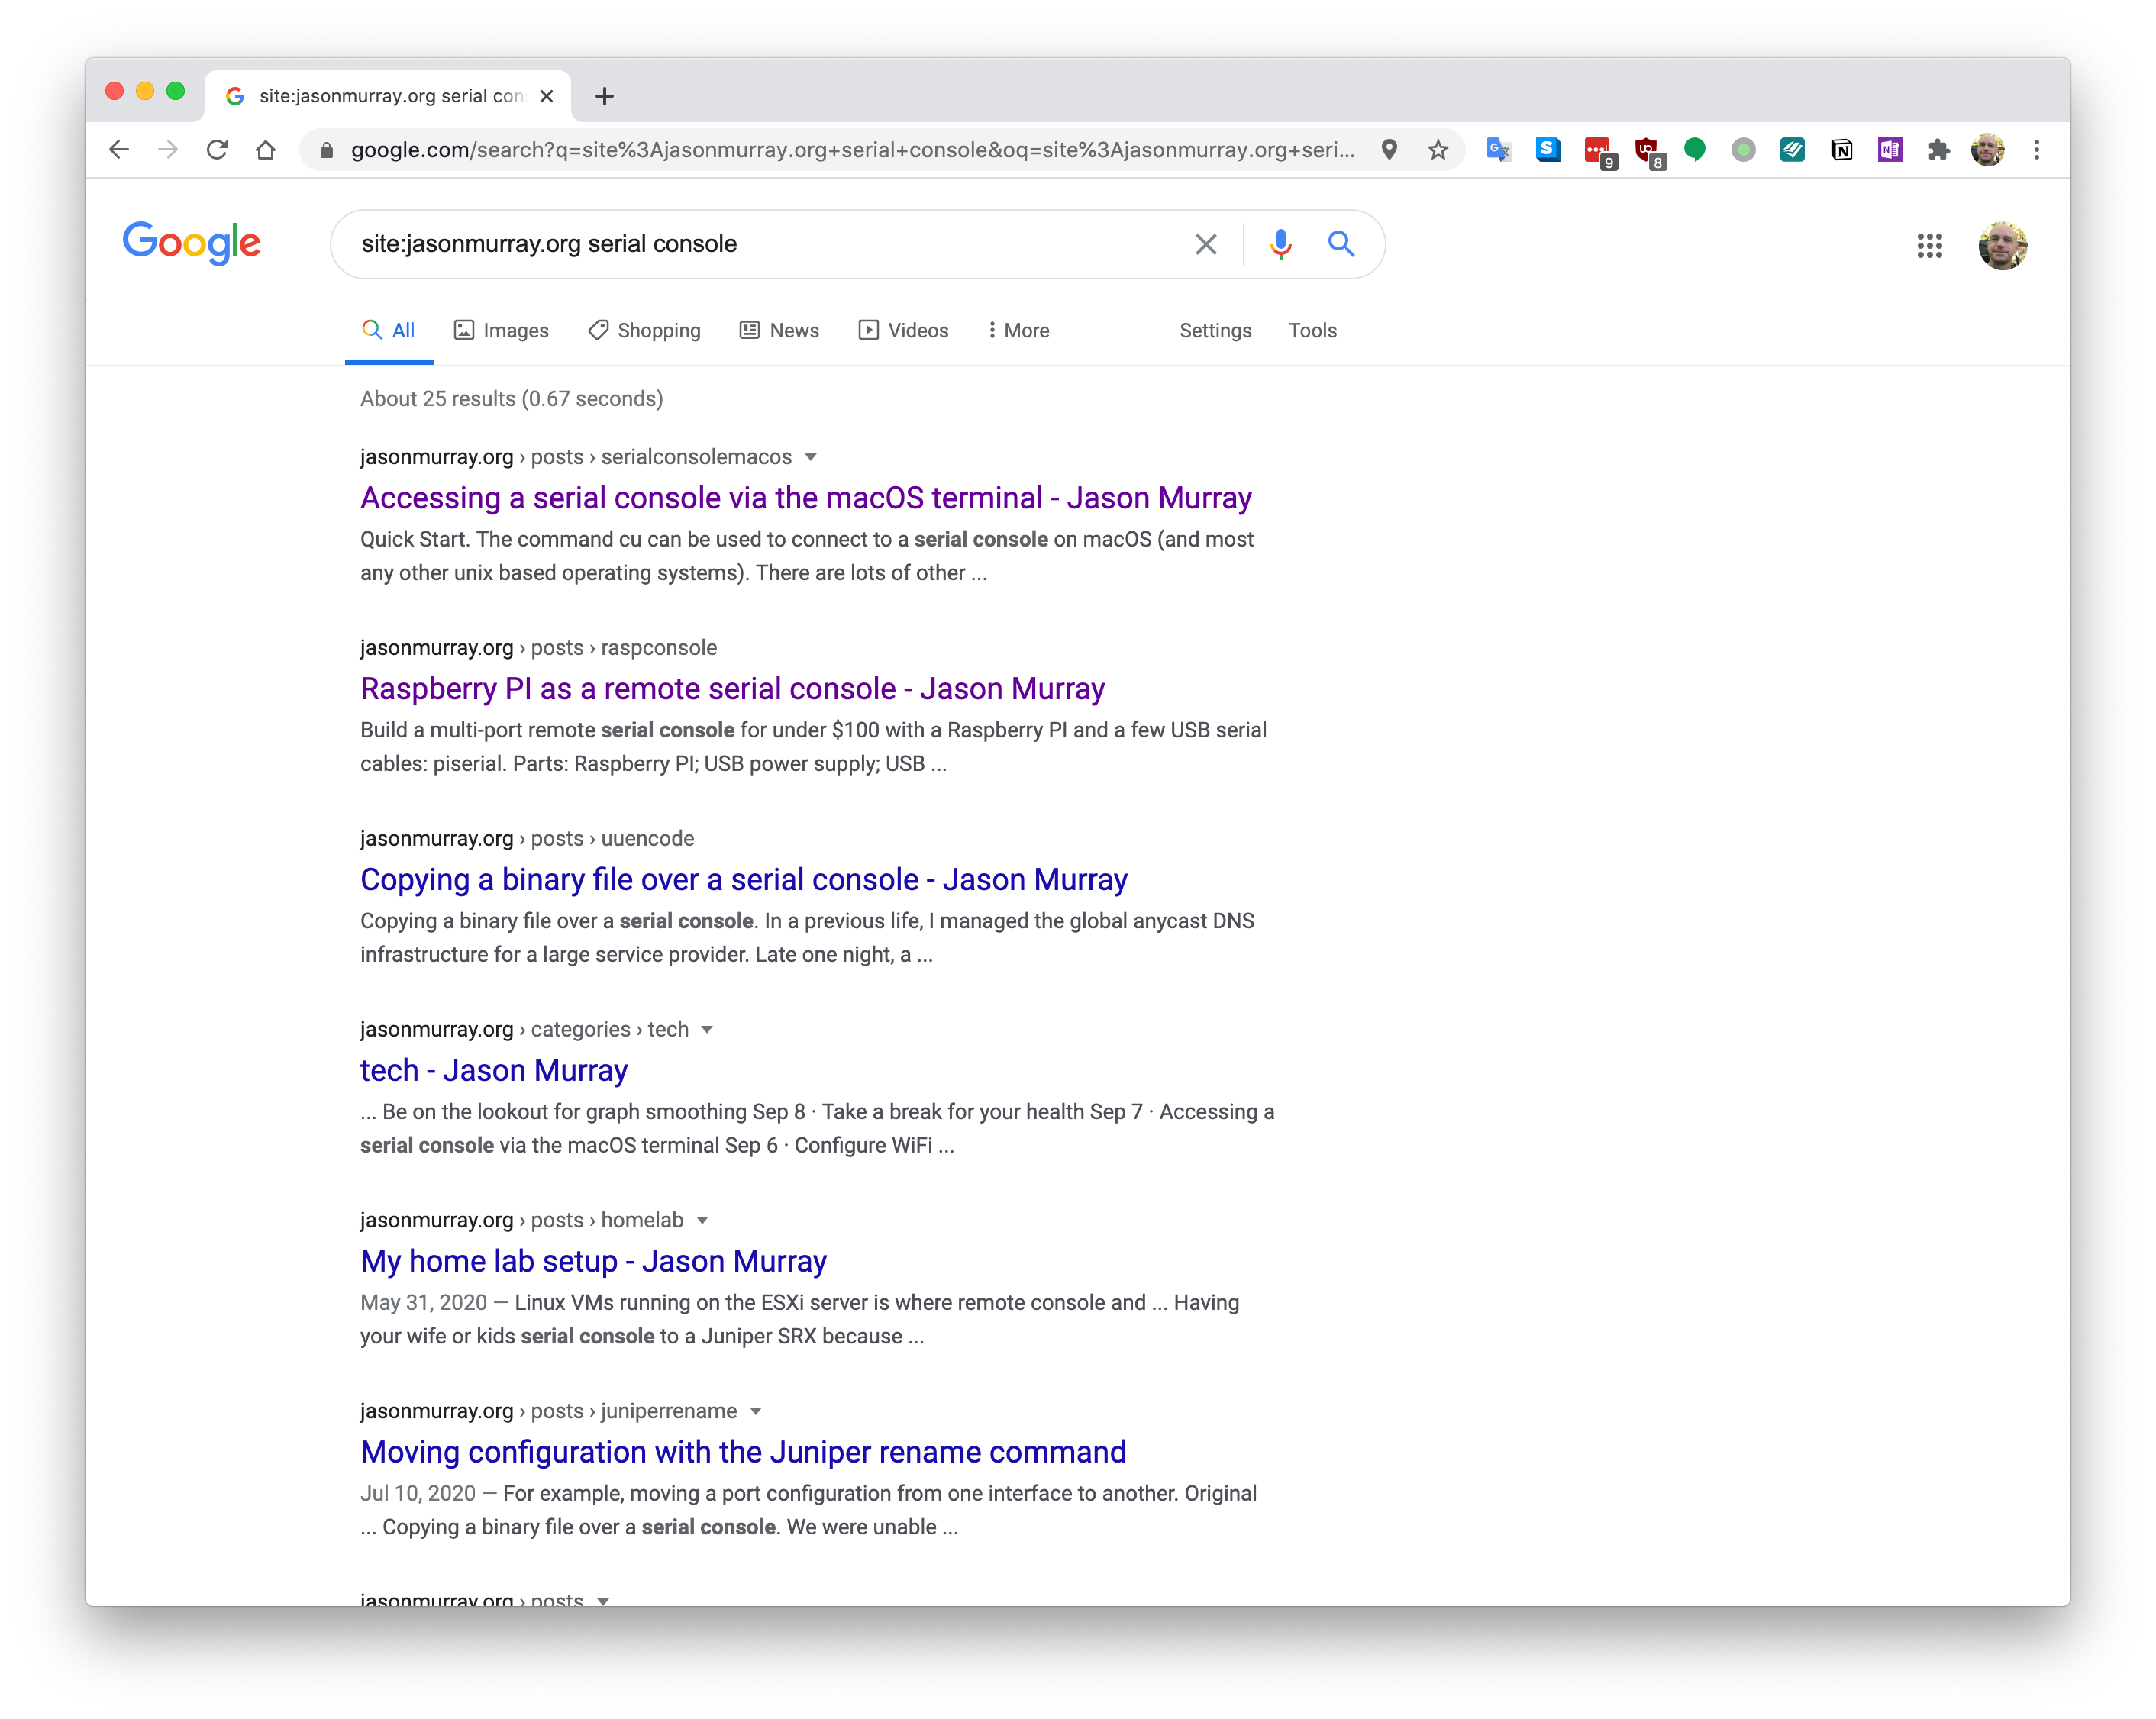 site:jasonmurray.org serial con
google.com/search?q=site%3Ajasonmurray.org+serial+console&oq=site%3Ajasonmurray.org+seri...
9
8
Google
site:jasonmurray.org serial console
All Images Shopping News Videos More Settings Tools
About 25 results (0.67 seconds)
jasonmurray.org › posts › serialconsolemacos
Accessing a serial console via the macOS terminal - Jason Murray
Quick Start. The command cu can be used to connect to a serial console on macOS (and most
any other unix based operating systems). There are lots of other ...
jasonmurray.org › posts › raspconsole
Raspberry PI as a remote serial console - Jason Murray
Build a multi-port remote serial console for under $100 with a Raspberry PI and a few USB serial
cables: piserial. Parts: Raspberry PI; USB power supply; USB ...
jasonmurray.org › posts › uuencode
Copying a binary file over a serial console - Jason Murray
Copying a binary file over a serial console. In a previous life, I managed the global anycast DNS
infrastructure for a large service provider. Late one night, a ...
jasonmurray.org › categories › tech
tech - Jason Murray
... Be on the lookout for graph smoothing Sep 8 · Take a break for your health Sep 7 · Accessing a
serial console via the macOS terminal Sep 6 · Configure WiFi ...
jasonmurray.org › posts › homelab
My home lab setup - Jason Murray
May 31, 2020 — Linux VMs running on the ESXi server is where remote console and ... Having
your wife or kids serial console to a Juniper SRX because ...
jasonmurray.org › posts › juniperrename
Moving configuration with the Juniper rename command
Jul 10, 2020 — For example, moving a port configuration from one interface to another. Original
... Copying a binary file over a serial console. We were unable ...
jasonmurray.org › posts